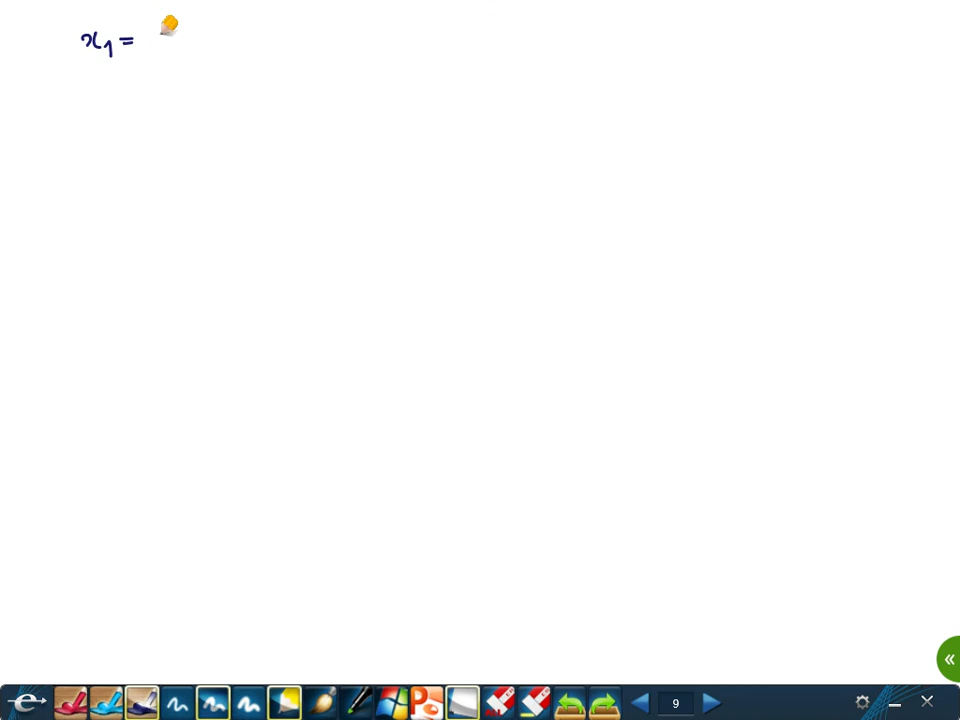 x₁ =
9